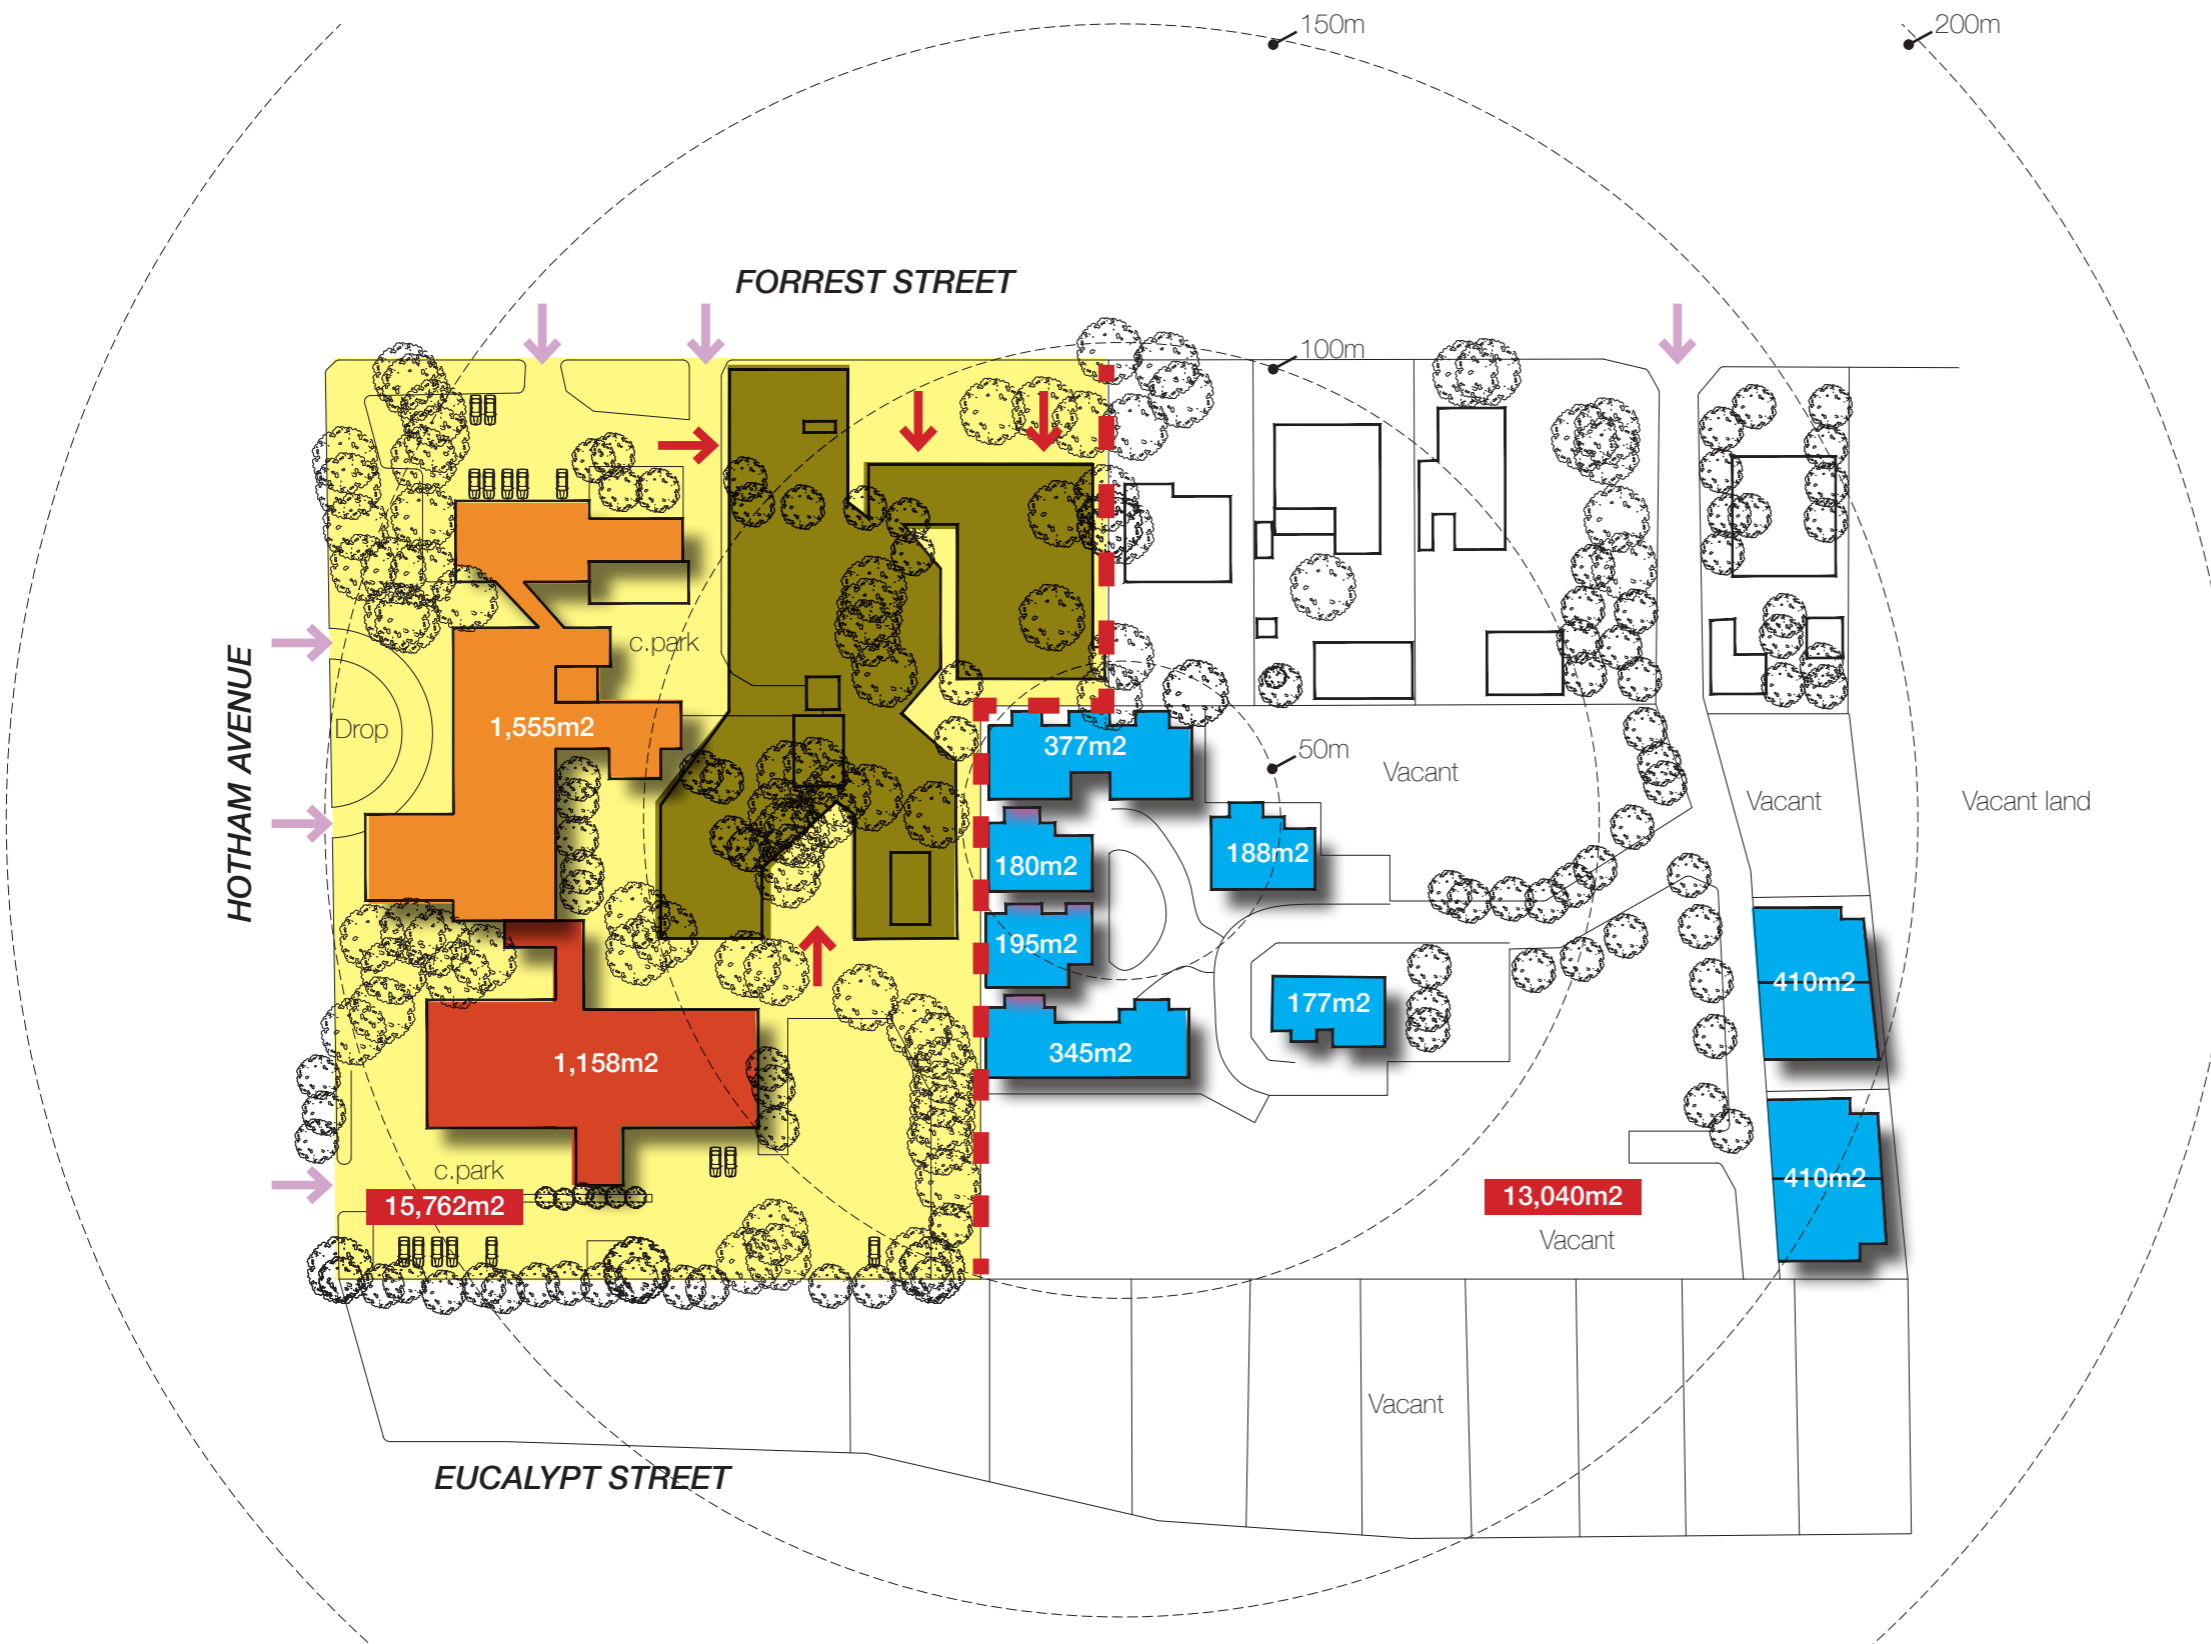 150m
200m
FORREST STREET
100m
HOTHAM AVENUE
c.park
Drop
1,555m2
377m2
50m
Vacant
Vacant
Vacant land
180m2
188m2
195m2
410m2
177m2
345m2
1,158m2
c.park
15,762m2
410m2
13,040m2
Vacant
Vacant
EUCALYPT STREET